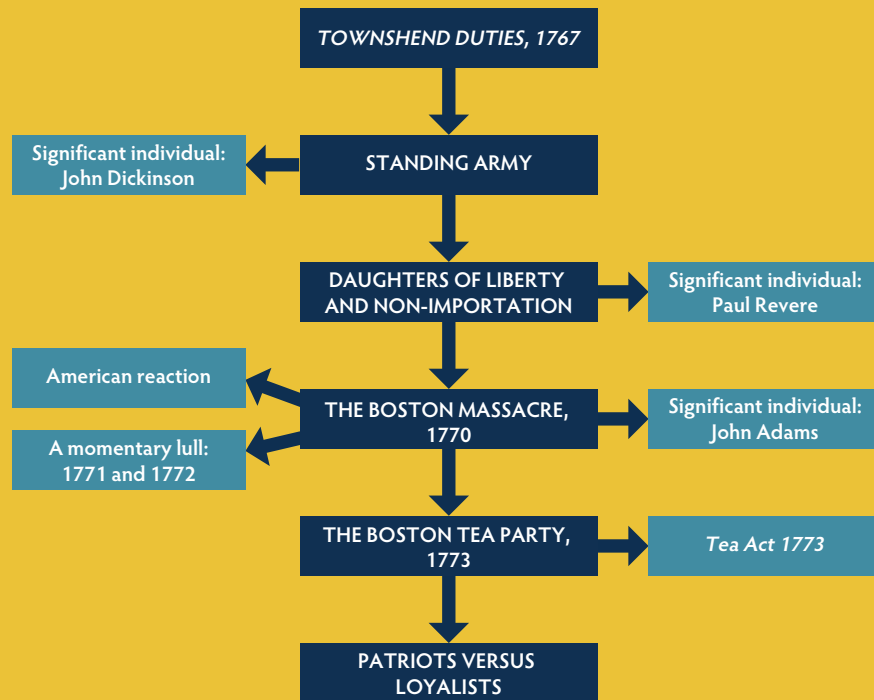 TOWNSHEND DUTIES, 1767
Significant individual:
John Dickinson
STANDING ARMY
DAUGHTERS OF LIBERTY
AND NON-IMPORTATION
Significant individual:
Paul Revere
American reaction
A momentary lull:
1771 and 1772
THE BOSTON MASSACRE,
1770
Significant individual:
John Adams
THE BOSTON TEA PARTY,
1773
Tea Act 1773
PATRIOTS VERSUS
LOYALISTS